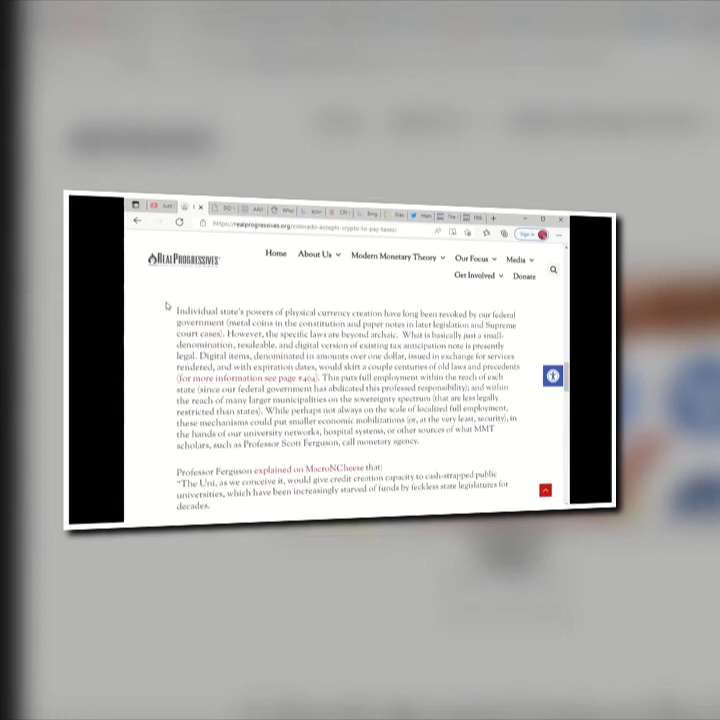 https://realprogressives.org/colorado-accepts-crypto-to-pay-taxes/
Sign in
REALPROGRESSIVES
Home About Us Modern Monetary Theory Our Focus Media
Get Involved Donate
Individual state's powers of physical currency creation have long been revoked by our federal
government (metal coins in the constitution and paper notes in later legislation and Supreme
court cases). However, the specific laws are beyond archaic. What is basically just a small-
denomination, resaleable, and digital version of existing tax anticipation note is presently
legal. Digital items, denominated in amounts over one dollar, issued in exchange for services
rendered, and with expiration dates, would skirt a couple centuries of old laws and precedents
(for more information see page #404). This puts full employment within the reach of each
state (since our federal government has abdicated this professed responsibility); and within
the reach of many larger municipalities on the sovereignty spectrum (that are less legally
restricted than states). While perhaps not always on the scale of localized full employment,
these mechanisms could put smaller economic mobilizations (or, at the very least, security), in
the hands of our university networks, hospital systems, or other sources of what MMT
scholars, such as Professor Scott Ferguson, call monetary agency.
Professor Ferguson explained on MacroNCheese that:
"The Uni, as we conceive it, would give credit creation capacity to cash-strapped public
universities, which have been increasingly starved of funds by feckless state legislatures for
decades.